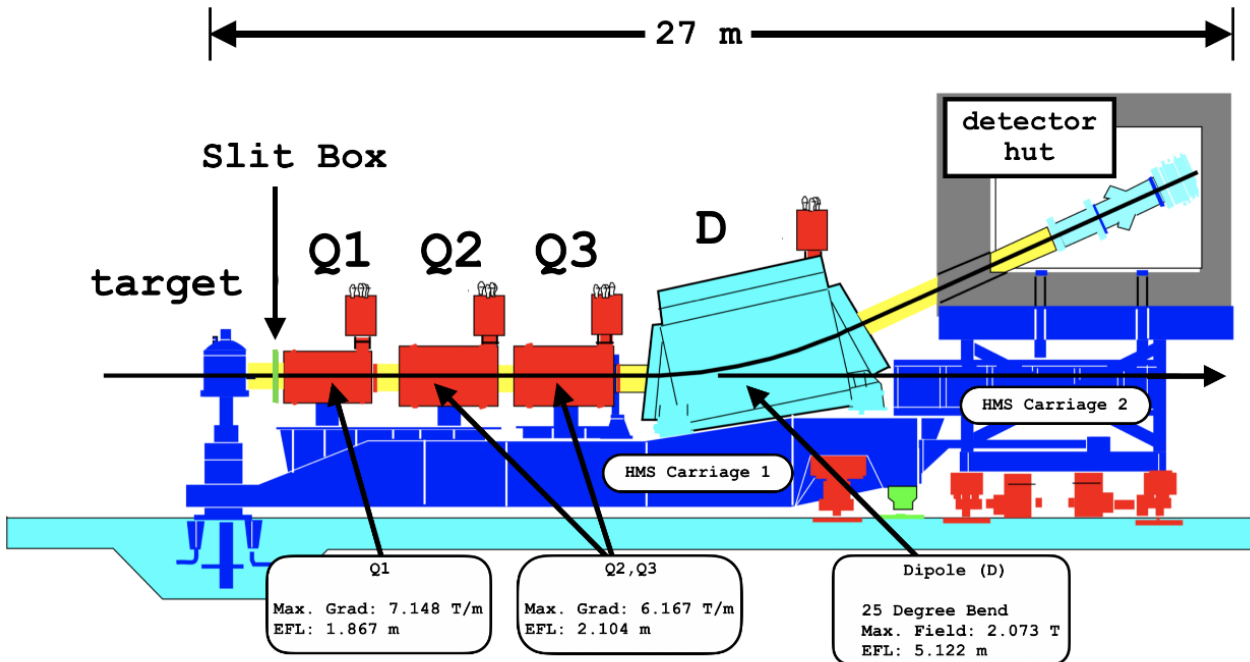 27 m
detector
hut
Slit Box
Q1
Q2
Q3
D
target
HMS Carriage 2
HMS Carriage 1
Q1
Max. Grad: 7.148 T/m
EFL: 1.867 m
Q2,Q3
Max. Grad: 6.167 T/m
EFL: 2.104 m
Dipole (D)
25 Degree Bend
Max. Field: 2.073 T
EFL: 5.122 m